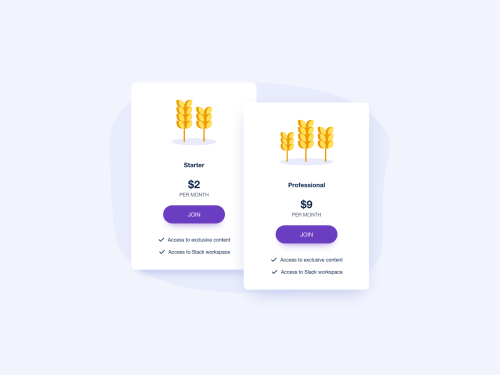 Starter
$2
PER MONTH
JOIN
Access to exclusive content
Access to Slack workspace
Professional
$9
PER MONTH
JOIN
Access to exclusive content
Access to Slack workspace